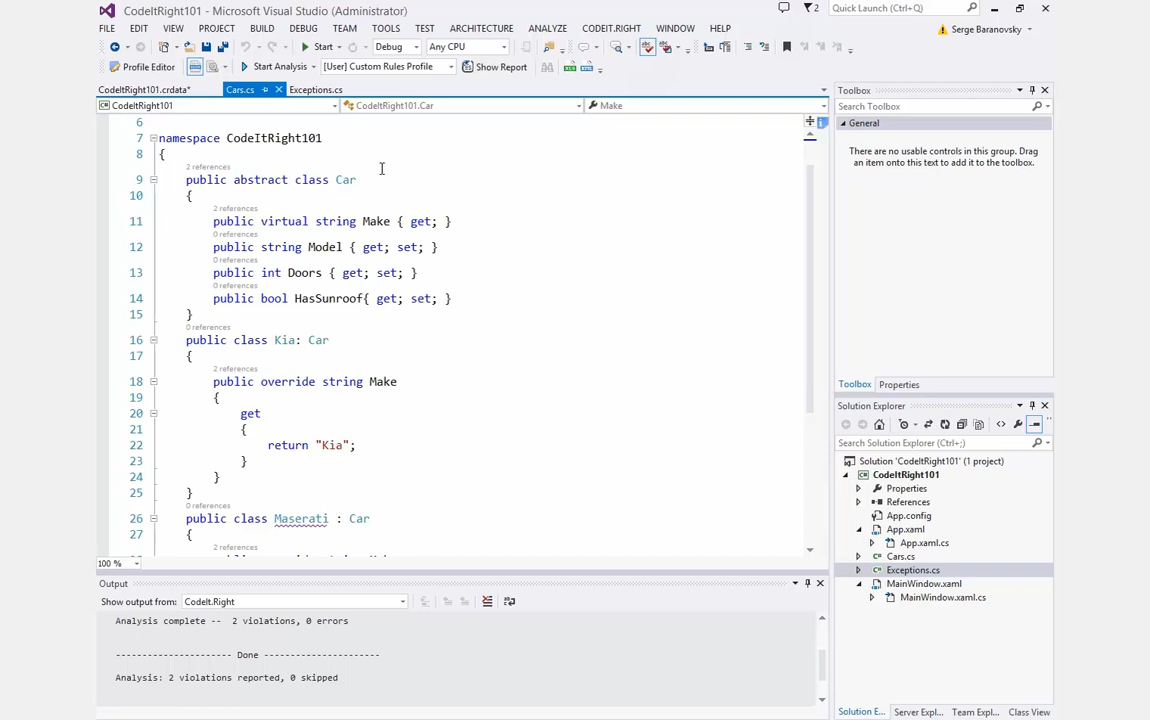 CodeItRight101 - Microsoft Visual Studio (Administrator)
2
Quick Launch (Ctrl+Q)
FILE EDIT VIEW PROJECT BUILD DEBUG TEAM TOOLS TEST ARCHITECTURE ANALYZE CODEIT.RIGHT WINDOW HELP
Serge Baranovsky
Start Debug Any CPU
Profile Editor Start Analysis [User] Custom Rules Profile Show Report
CodeItRight101.crdata* Cars.cs Exceptions.cs
CodeItRight101 CodeItRight101.Car Make
6
7 namespace CodeItRight101
8 {
2 references
9 public abstract class Car
10 {
2 references
11 public virtual string Make { get; }
0 references
12 public string Model { get; set; }
0 references
13 public int Doors { get; set; }
0 references
14 public bool HasSunroof{ get; set; }
15 }
0 references
16 public class Kia: Car
17 {
2 references
18 public override string Make
19 {
20 get
21 {
22 return "Kia";
23 }
24 }
25 }
0 references
26 public class Maserati : Car
27 {
2 references
100 %
Output
Show output from: CodeIt.Right
Analysis complete -- 2 violations, 0 errors
--------------------- Done ---------------------
Analysis: 2 violations reported, 0 skipped
Toolbox
Search Toolbox
General
There are no usable controls in this group. Drag
an item onto this text to add it to the toolbox.
Toolbox Properties
Solution Explorer
Search Solution Explorer (Ctrl+;)
Solution 'CodeItRight101' (1 project)
CodeItRight101
Properties
References
App.config
App.xaml
App.xaml.cs
Cars.cs
Exceptions.cs
MainWindow.xaml
MainWindow.xaml.cs
Solution E... Server Expl... Team Expl... Class View